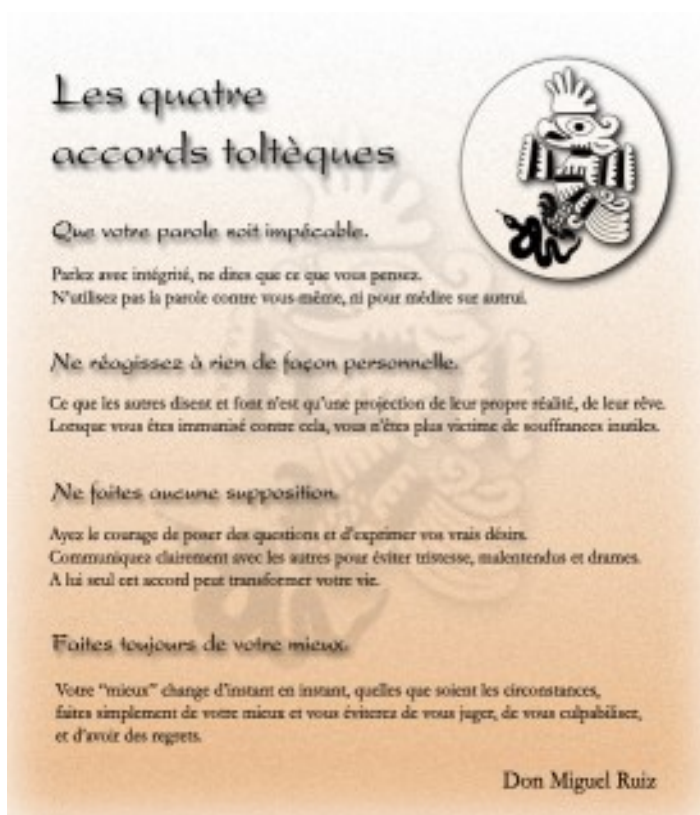 Les quatre
accords toltèques
Que votre parole soit impécable.
Parlez avec intégrité, ne dites que ce que vous pensez.
N'utilisez pas la parole contre vous-même, ni pour médire sur autrui.
Ne réagissez à rien de façon personnelle.
Ce que les autres disent et font n'est qu'une projection de leur propre réalité, de leur rêve.
Lorsque vous êtes immunisé contre cela, vous n'êtes plus victime de souffrances inutiles.
Ne faites aucune supposition.
Ayez le courage de poser des questions et d'exprimer vos vrais désirs.
Communiquez clairement avec les autres pour éviter tristesse, malentendus et drames.
A lui seul cet accord peut transformer votre vie.
Faites toujours de votre mieux.
Votre "mieux" change d'instant en instant, quelles que soient les circonstances,
faites simplement de votre mieux et vous éviterez de vous juger, de vous culpabiliser,
et d'avoir des regrets.
Don Miguel Ruiz